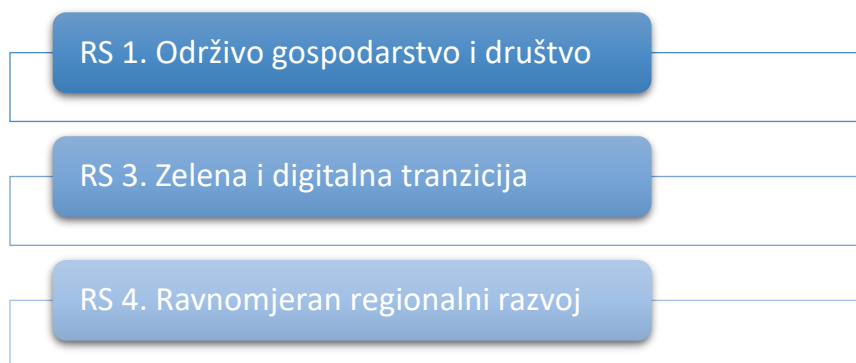 RS 1. Održivo gospodarstvo i društvo
RS 3. Zelena i digitalna tranzicija
RS 4. Ravnomjeran regionalni razvoj